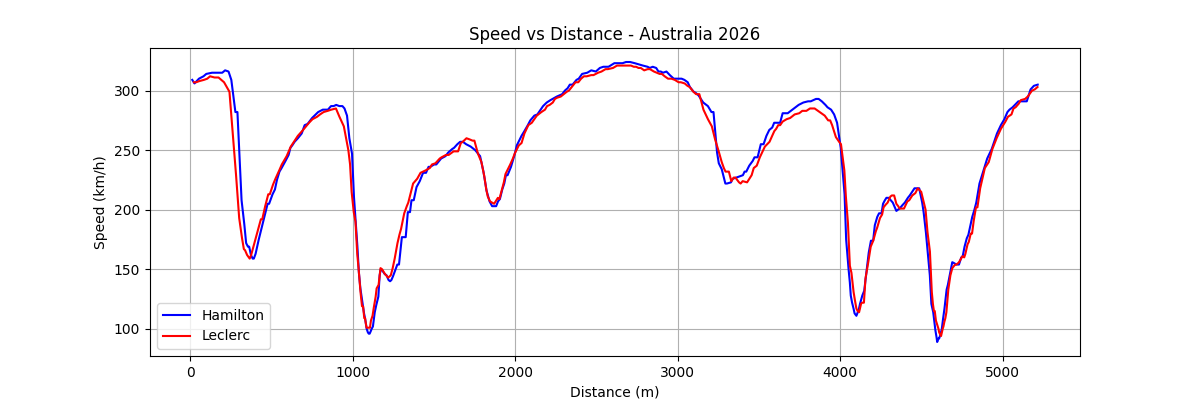 Speed vs Distance - Australia 2026
Speed (km/h)
300
250
200
150
100
Hamilton
Leclerc
0 1000 2000 3000 4000 5000
Distance (m)